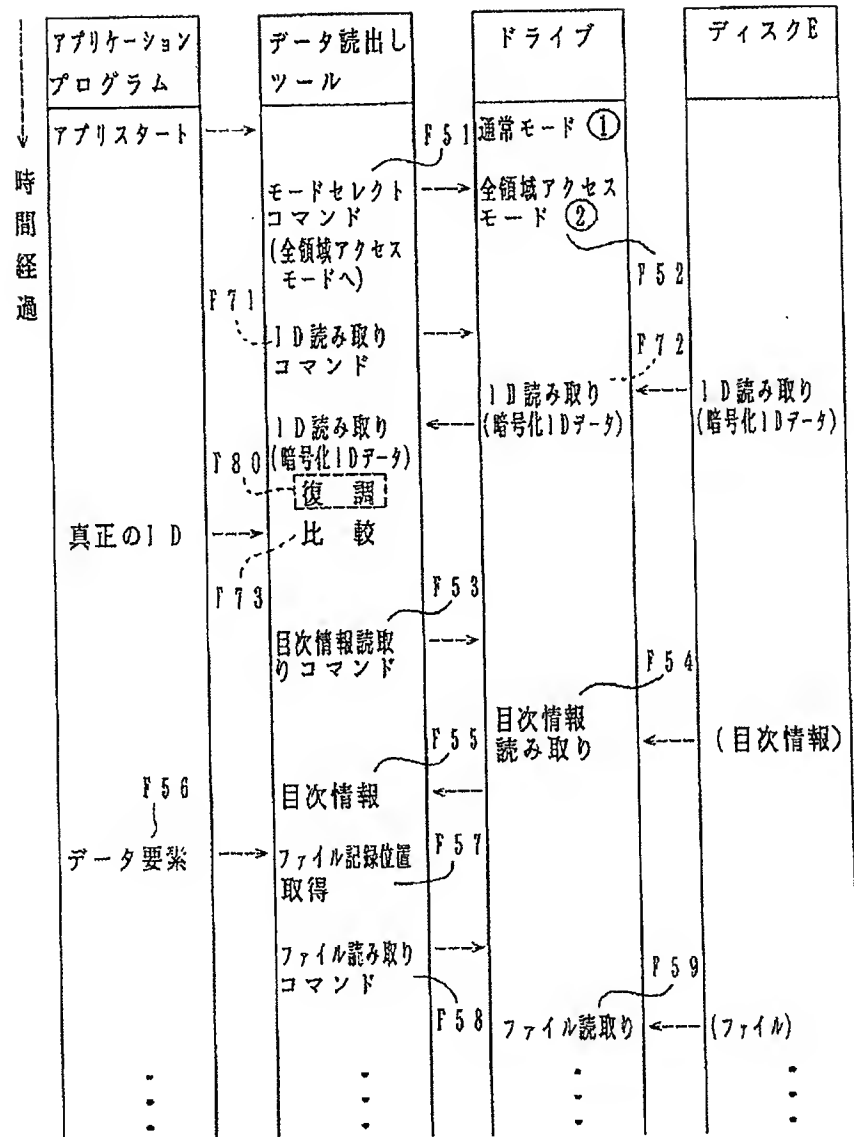 アプリケーション
プログラム
データ読出し
ツール
ドライブ
ディスクE
時間経過
アプリスタート
F51
通常モード ①
モードセレクト
コマンド
(全領域アクセス
モードへ)
全領域アクセス
モード ②
F52
F71
ID読み取り
コマンド
F72
ID読み取り
(暗号化IDデータ)
ID読み取り
(暗号化IDデータ)
ID読み取り
(暗号化IDデータ)
F80
復 調
真正のID
比 較
F73
F53
目次情報読取
りコマンド
F54
目次情報
読み取り
(目次情報)
F55
目次情報
F56
データ要素
F57
ファイル記録位置
取得
ファイル読み取り
コマンド
F58
F59
ファイル読取り
(ファイル)